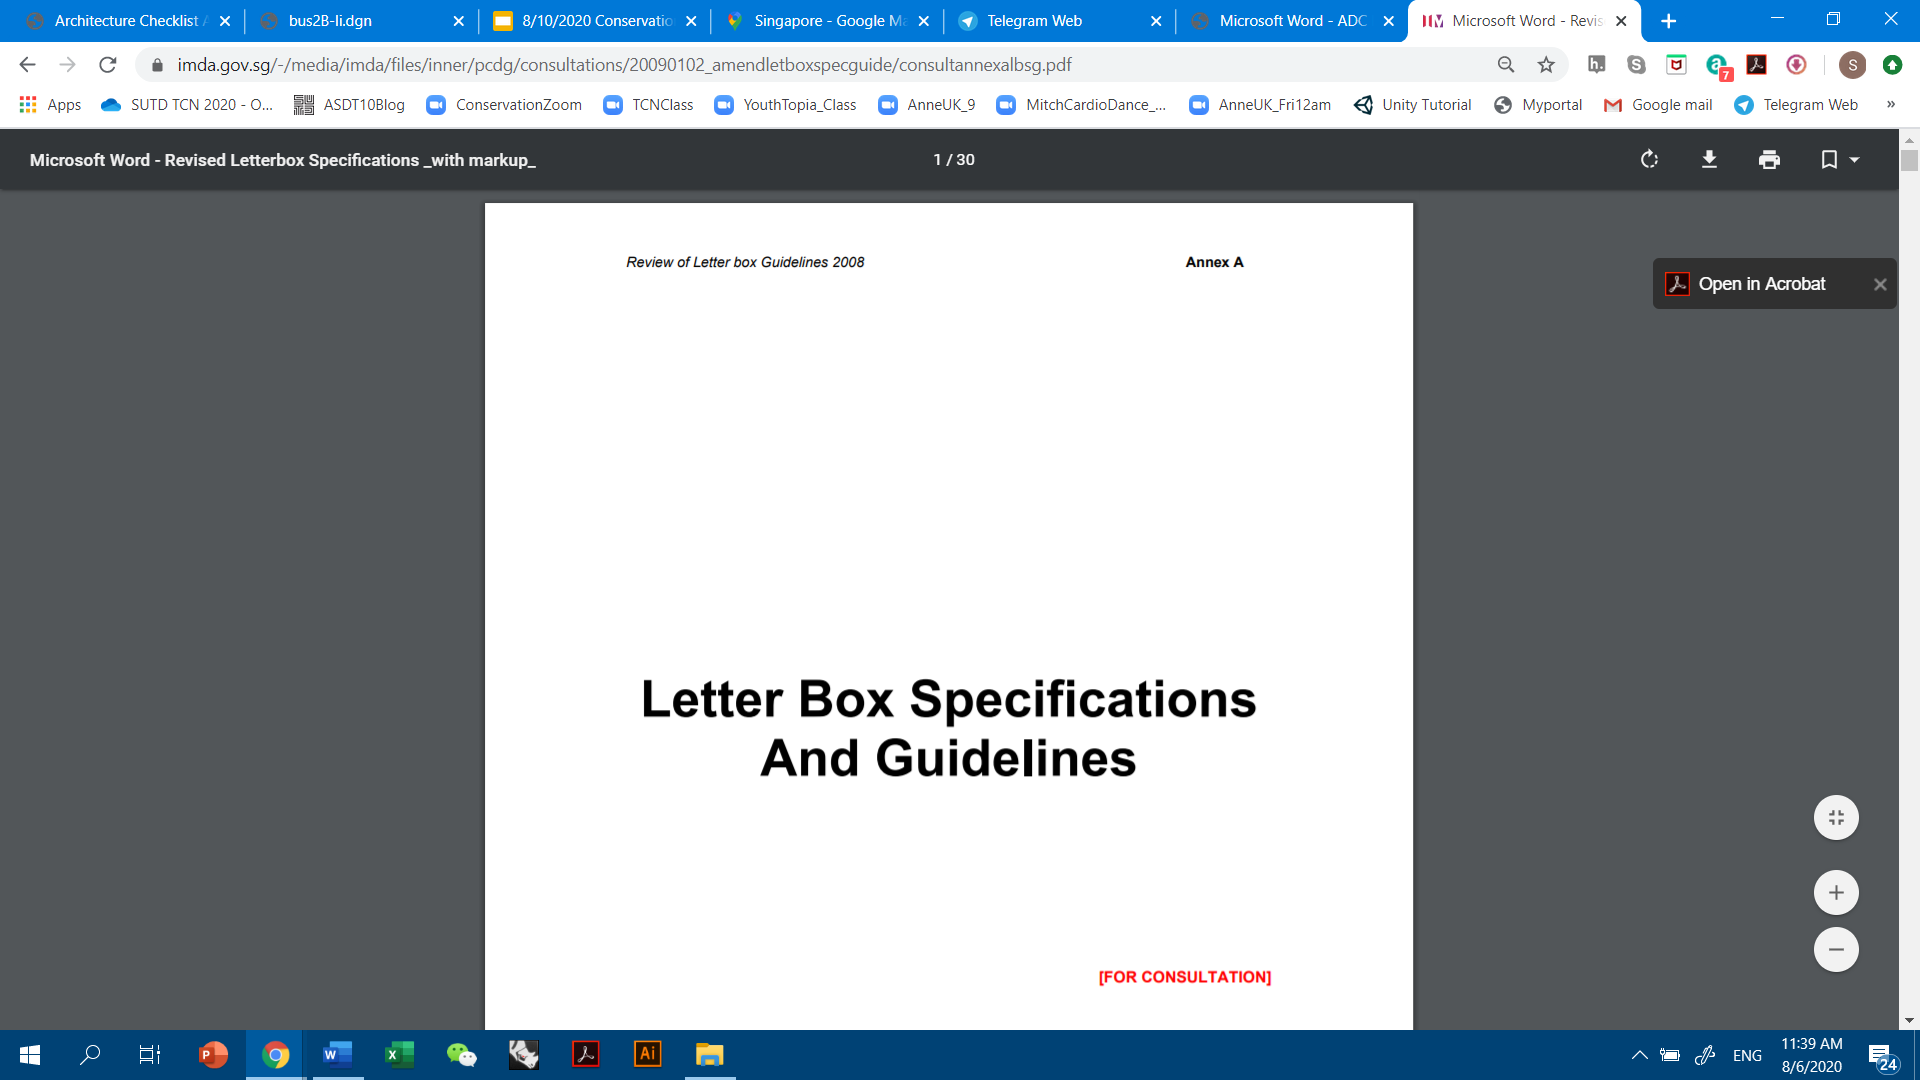 Architecture Checklist
bus2B-li.dgn
8/10/2020 Conservatio
Singapore - Google Ma
Telegram Web
Microsoft Word - ADC
Microsoft Word - Revis
imda.gov.sg/-/media/imda/files/inner/pcdg/consultations/20090102_amendletboxspecguide/consultannexalbsg.pdf
7
S
Apps
SUTD TCN 2020 - O...
ASDT10Blog
ConservationZoom
TCNClass
YouthTopia_Class
AnneUK_9
MitchCardioDance_...
AnneUK_Fri12am
Unity Tutorial
Myportal
Google mail
Telegram Web
»
Microsoft Word - Revised Letterbox Specifications _with markup_
1 / 30
Review of Letter box Guidelines 2008
Annex A
Open in Acrobat
Letter Box Specifications
And Guidelines
[FOR CONSULTATION]
ENG
11:39 AM
8/6/2020
24